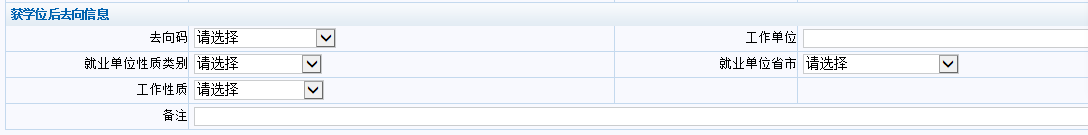 获学位后去向信息
去向码 请选择 工作单位
就业单位性质类别 请选择 就业单位省市 请选择
工作性质 请选择
备注